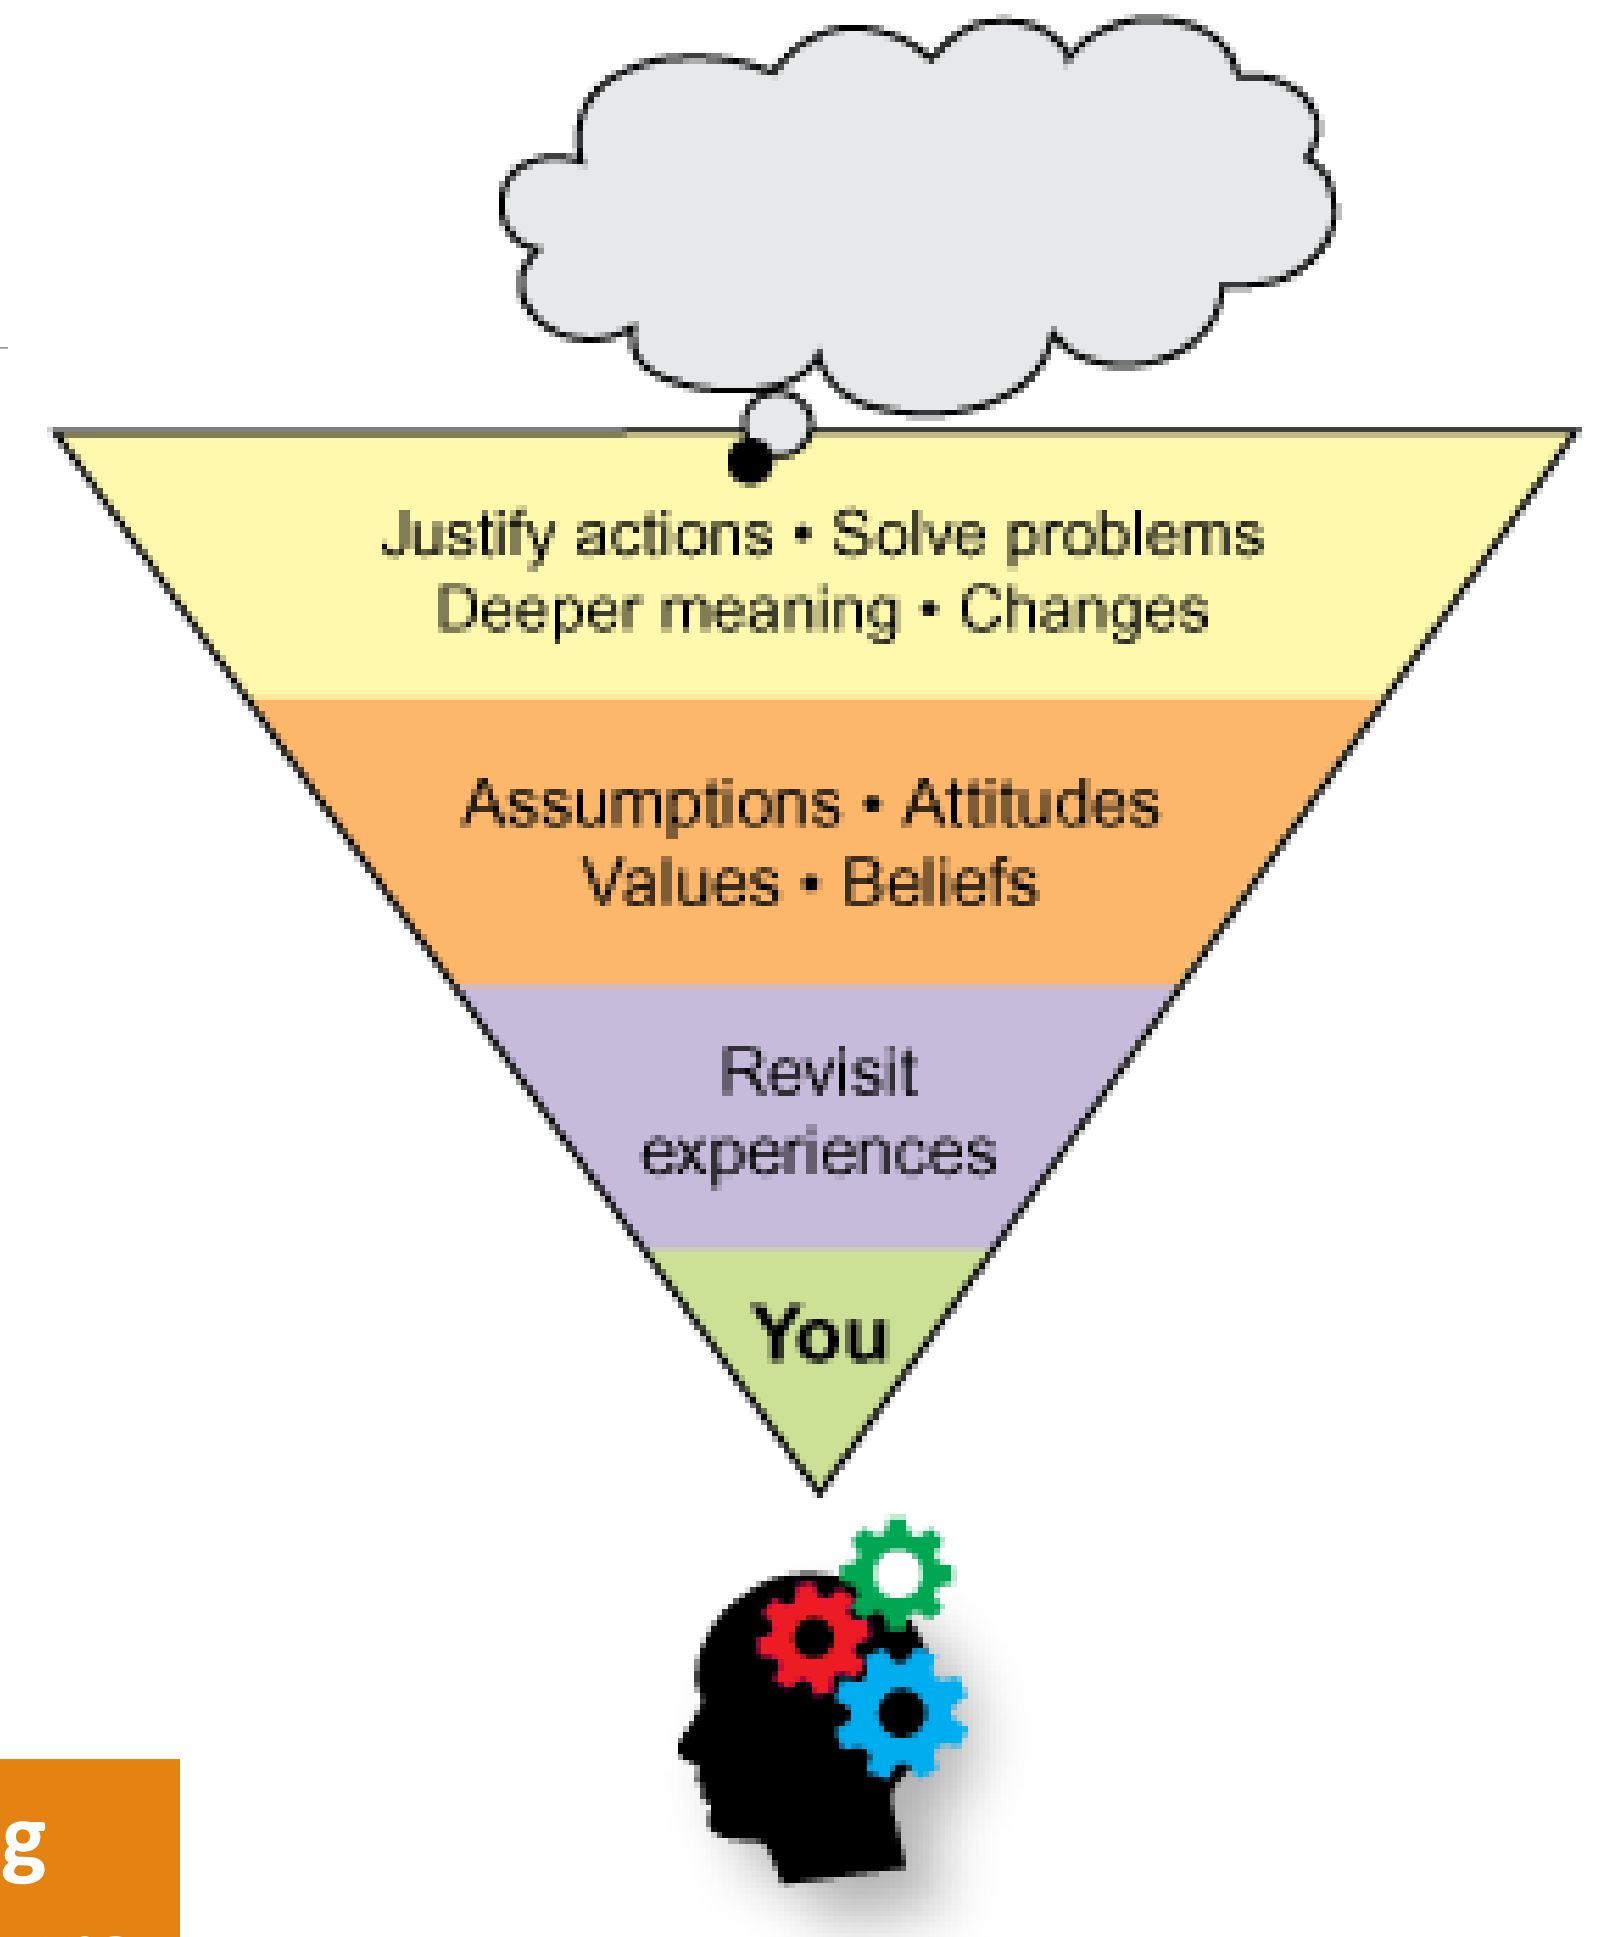 Justify actions • Solve problems
Deeper meaning • Changes
Assumptions • Attitudes
Values • Beliefs
Revisit
experiences
You
g